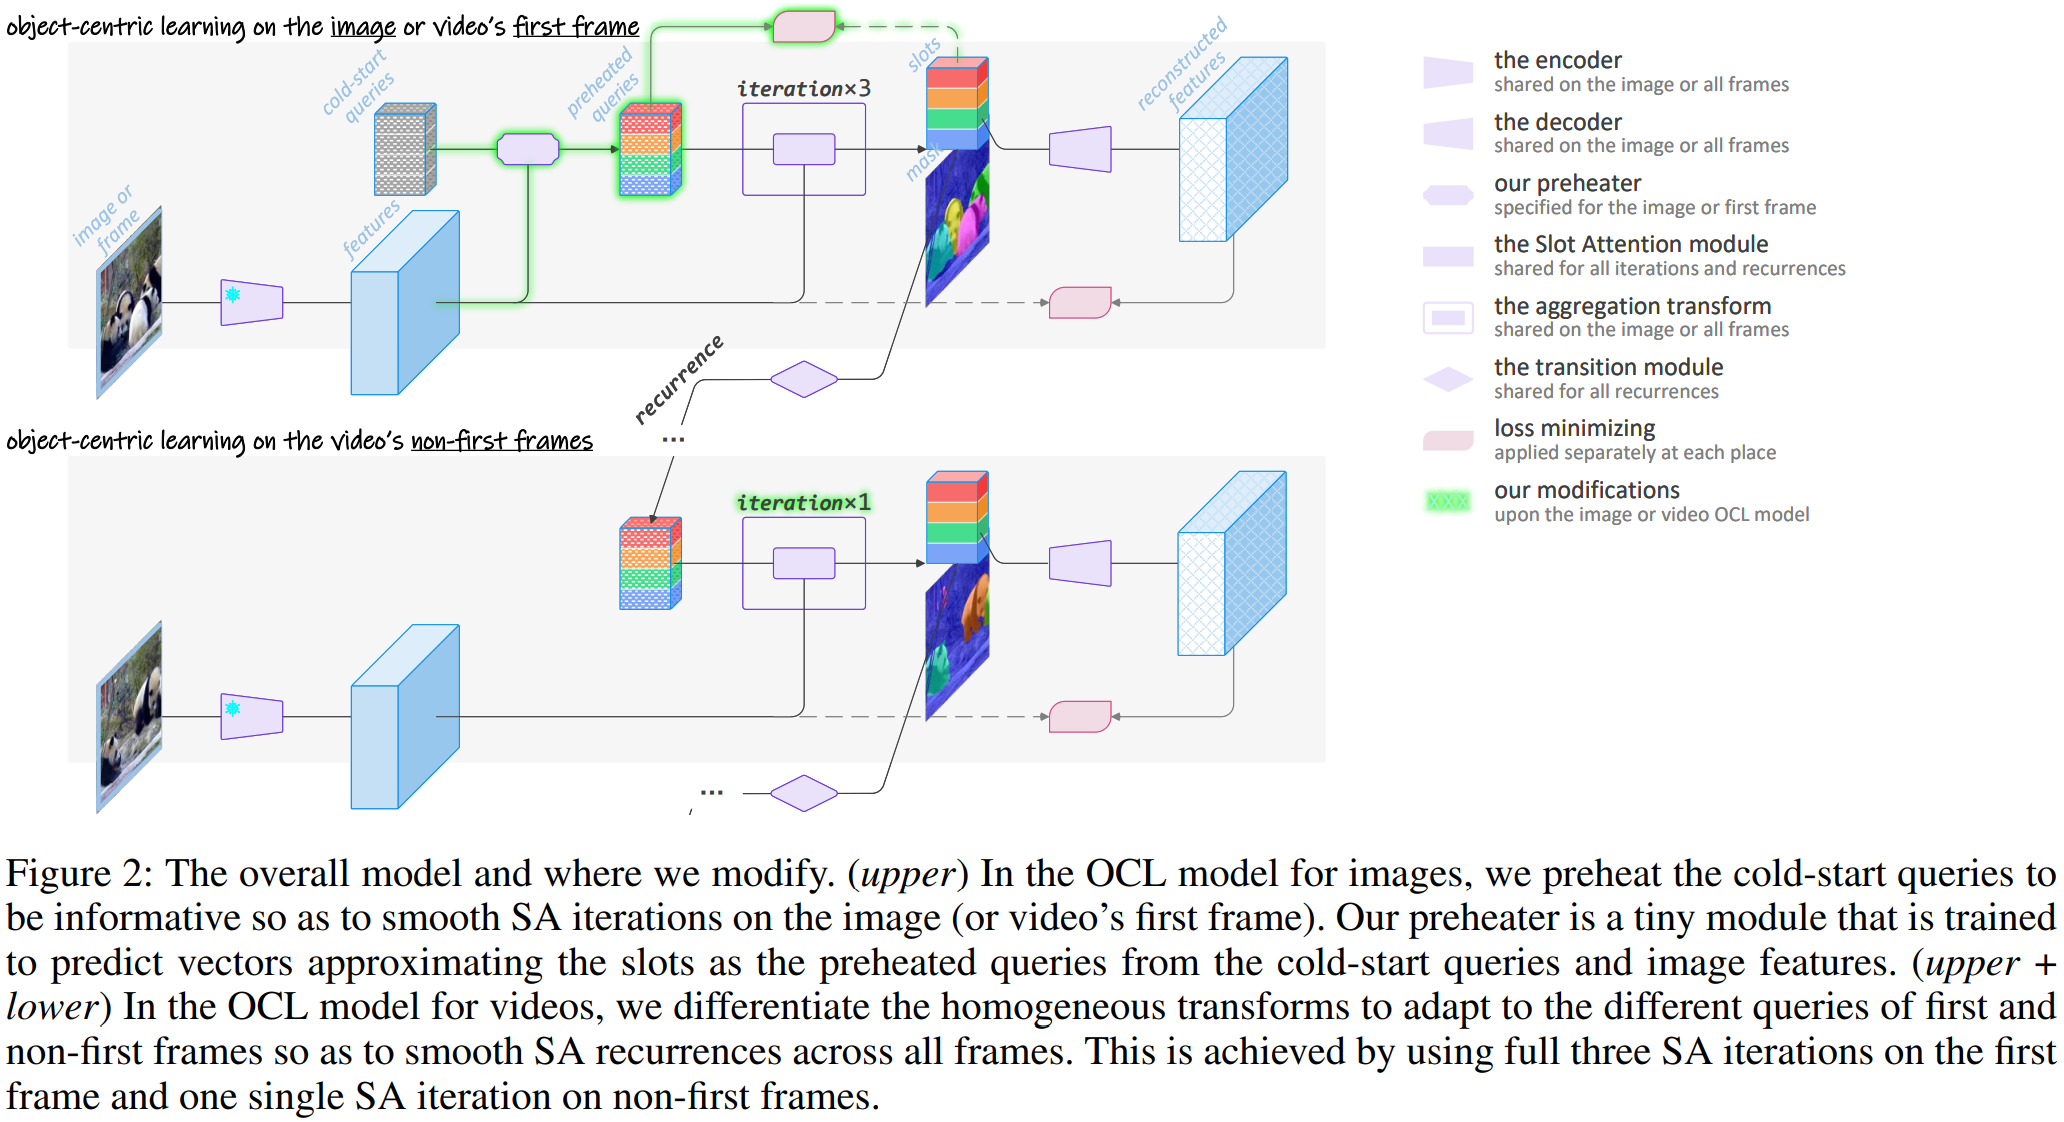 object-centric learning on the image or video's first frame
cold-start
queries
preheated
queries
iteration×3
slots
reconstructed
features
image or
frame
features
mask
recurrence
...
object-centric learning on the video's non-first frames
iteration×1
...
the encoder
shared on the image or all frames
the decoder
shared on the image or all frames
our preheater
specified for the image or first frame
the Slot Attention module
shared for all iterations and recurrences
the aggregation transform
shared on the image or all frames
the transition module
shared for all recurrences
loss minimizing
applied separately at each place
our modifications
upon the image or video OCL model
Figure 2: The overall model and where we modify. (upper) In the OCL model for images, we preheat the cold-start queries to
be informative so as to smooth SA iterations on the image (or video's first frame). Our preheater is a tiny module that is trained
to predict vectors approximating the slots as the preheated queries from the cold-start queries and image features. (upper +
lower) In the OCL model for videos, we differentiate the homogeneous transforms to adapt to the different queries of first and
non-first frames so as to smooth SA recurrences across all frames. This is achieved by using full three SA iterations on the first
frame and one single SA iteration on non-first frames.